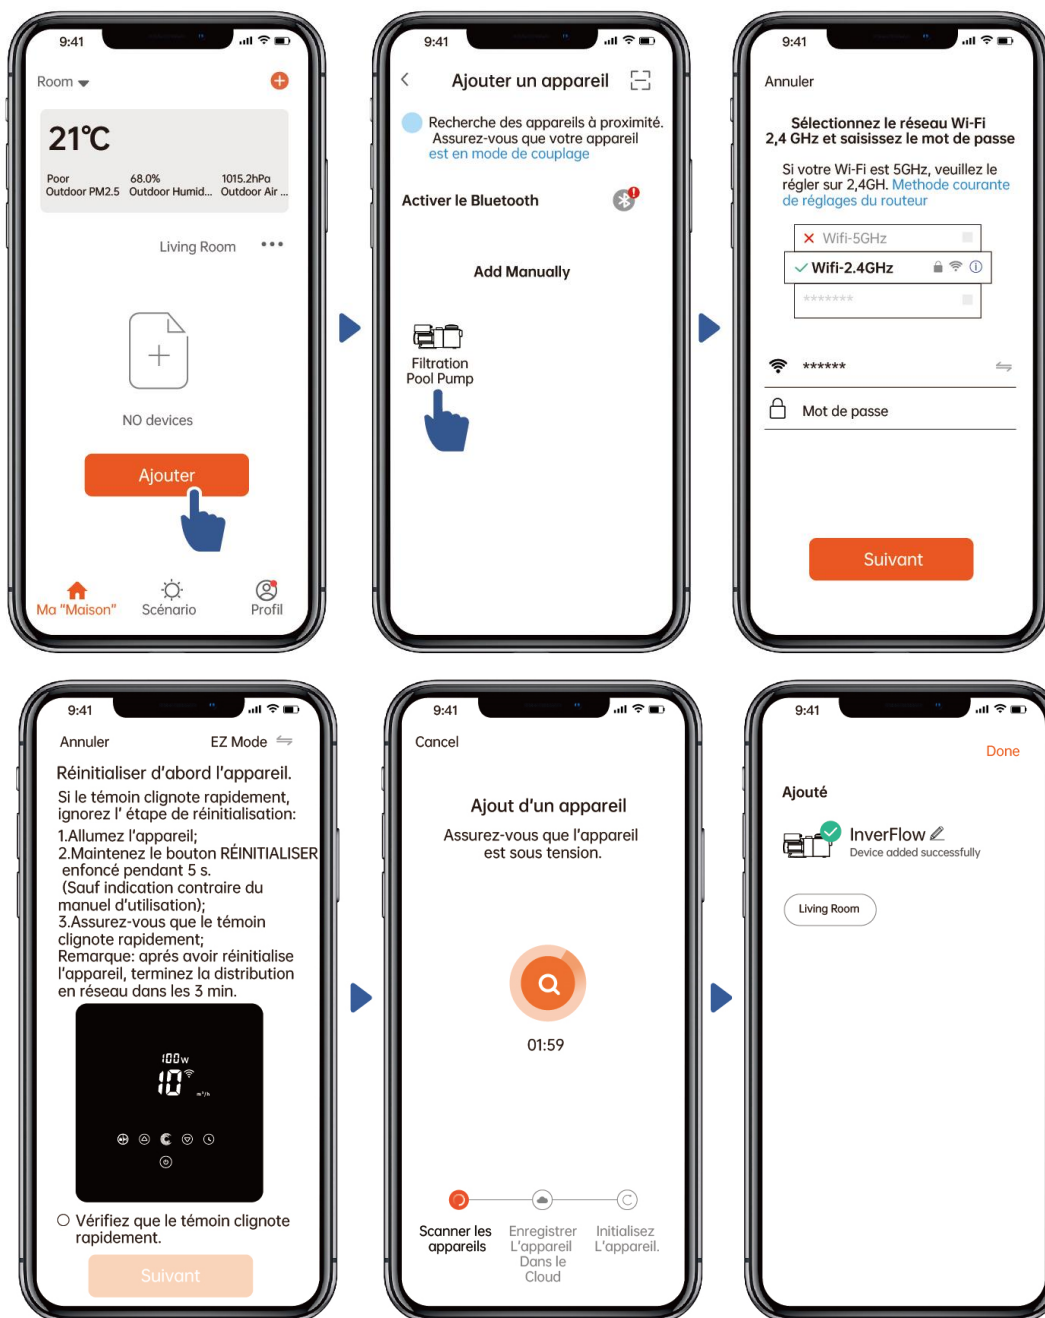 9:41
Room
21℃
Poor 68.0% 1015.2hPa
Outdoor PM2.5 Outdoor Humid... Outdoor Air ...
Living Room •••
NO devices
Ajouter
Ma "Maison" Scénario Profil
9:41
Ajouter un appareil
Recherche des appareils à proximité.
Assurez-vous que votre appareil
est en mode de couplage
Activer le Bluetooth
Add Manually
Filtration
Pool Pump
9:41
Annuler
Sélectionnez le réseau Wi-Fi
2,4 GHz et saisissez le mot de passe
Si votre Wi-Fi est 5GHz, veuillez le
régler sur 2,4GH. Methode courante
de réglages du routeur
Wifi-5GHz
Wifi-2.4GHz
*******
******
Mot de passe
Suivant
9:41
Annuler EZ Mode
Réinitialiser d'abord l'appareil.
Si le témoin clignote rapidement,
ignorez l' étape de réinitialisation:
1.Allumez l'appareil;
2.Maintenez le bouton RÉINITIALISER
enfoncé pendant 5 s.
(Sauf indication contraire du
manuel d'utilisation);
3.Assurez-vous que le témoin
clignote rapidement;
Remarque: aprés avoir réinitialise
l'appareil, terminez la distribution
en réseau dans les 3 min.
100w
10
m³/h
Vérifiez que le témoin clignote
rapidement.
Suivant
9:41
Cancel
Ajout d'un appareil
Assurez-vous que l'appareil
est sous tension.
01:59
Scanner les
appareils
Enregistrer
L'appareil
Dans le
Cloud
Initialisez
L'appareil.
9:41
Done
Ajouté
InverFlow
Device added successfully
Living Room